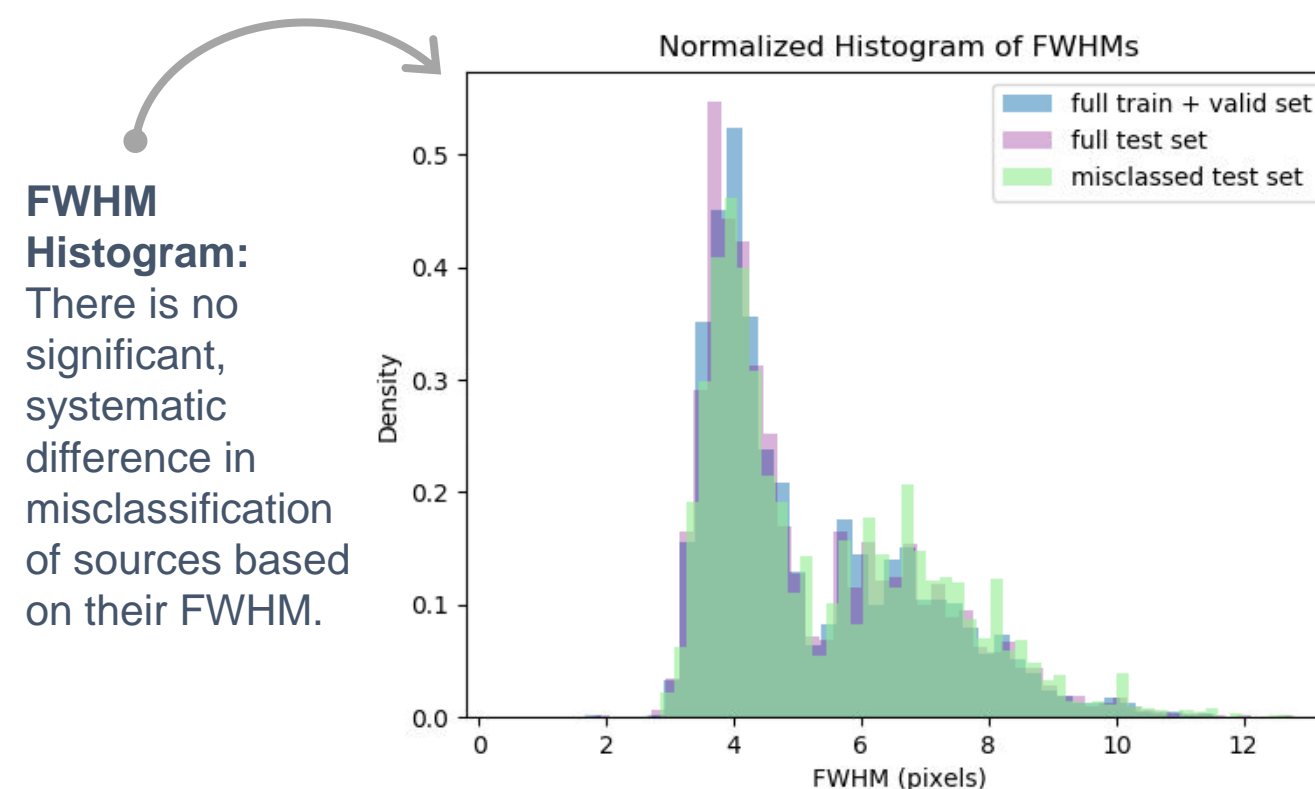 FWHM
Histogram:
There is no
significant,
systematic
difference in
misclassification
of sources based
on their FWHM.
Normalized Histogram of FWHMs
full train + valid set
full test set
misclassed test set
Density
0.5
0.4
0.3
0.2
0.1
0.0
0 2 4 6 8 10 12
FWHM (pixels)